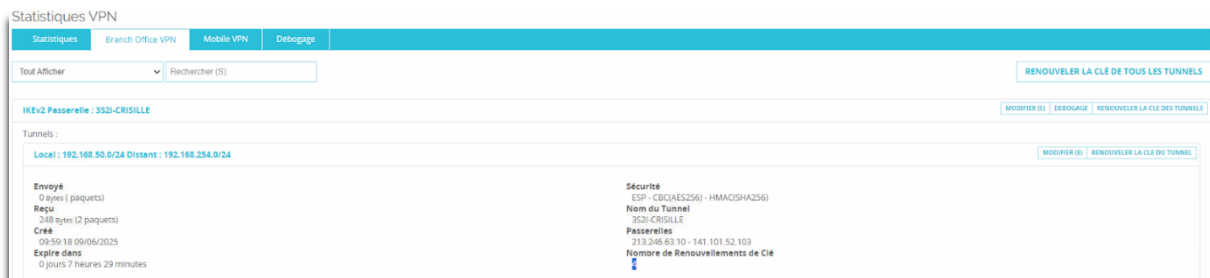 Statistiques VPN
Statistiques Branch Office VPN Mobile VPN Débogage
Tout Afficher Rechercher (S) RENOUVELER LA CLÉ DE TOUS LES TUNNELS
IKEv2 Passerelle : 3S2I-CRISILLE MODIFIER (E) DEBOGAGE RENOUVELER LA CLE DES TUNNELS
Tunnels :
Local : 192.168.50.0/24 Distant : 192.168.254.0/24 MODIFIER (E) RENOUVELER LA CLE DU TUNNEL
Envoyé
0 Bytes ( paquets)
Reçu
248 Bytes (2 paquets)
Créé
09:59:18 09/06/2025
Expire dans
0 jours 7 heures 29 minutes
Sécurité
ESP - CBC(AES256) - HMAC(SHA256)
Nom du Tunnel
3S2I-CRISILLE
Passerelles
213.246.63.10 - 141.101.52.103
Nombre de Renouvellements de Clé